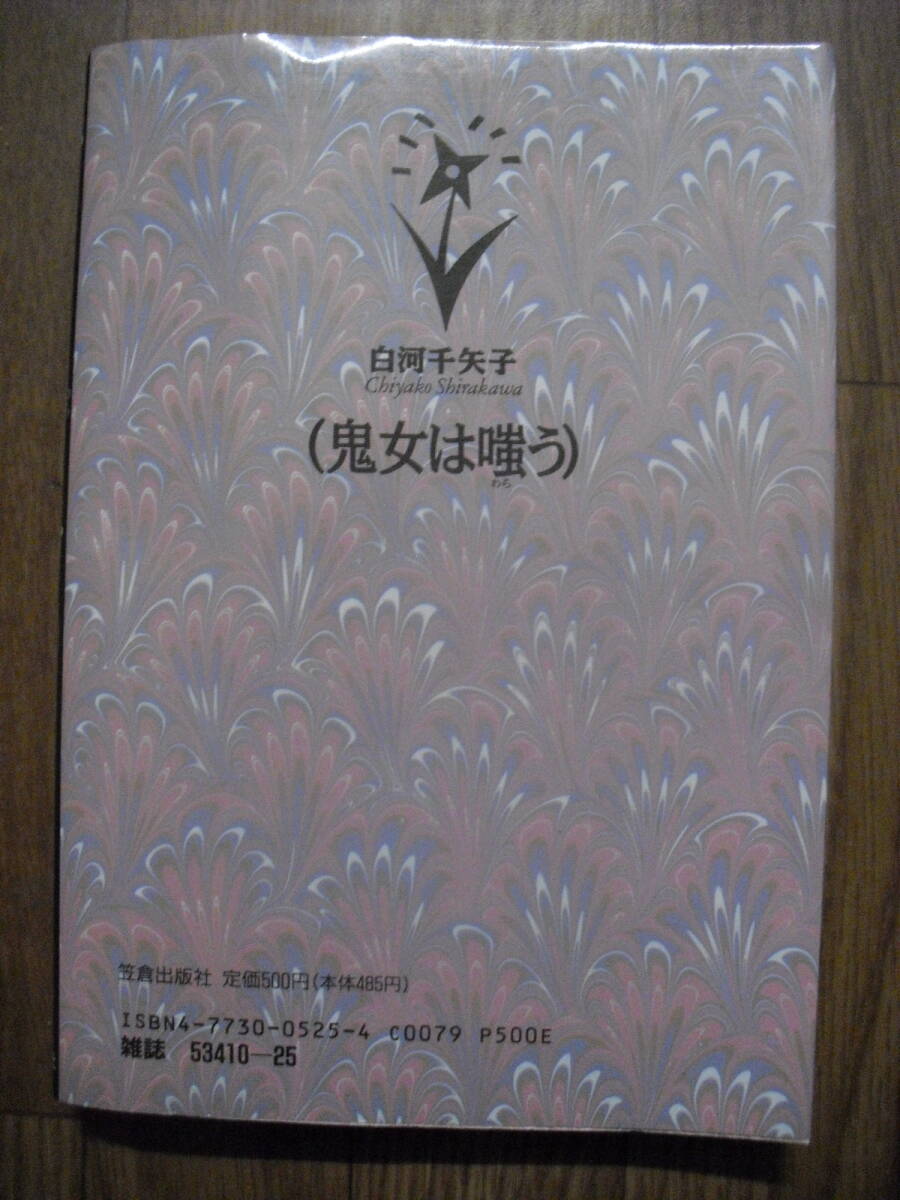 白河千矢子
Chiyako Shirakawa
(鬼女は嗤う)
わら
笠倉出版社 定価500円(本体485円)
ISBN4-7730-0525-4 C0079 P500E
雑誌 53410―25